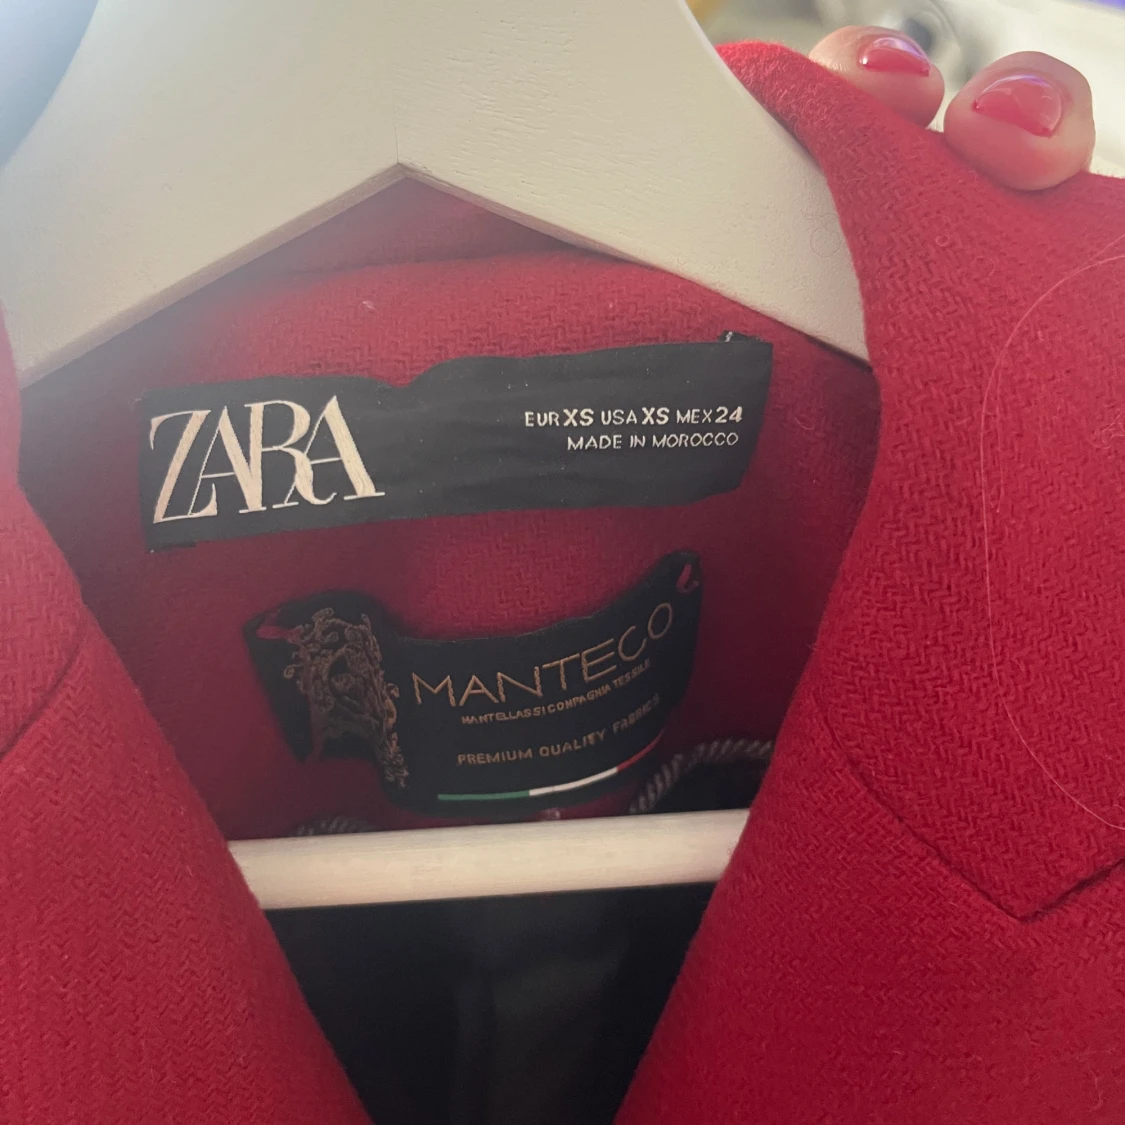 ZARA
EUR XS USA XS MEX 24
MADE IN MOROCCO
MANTECO
MANTELLASSI COMPAGNIA TESSILE
PREMIUM QUALITY FABRICS